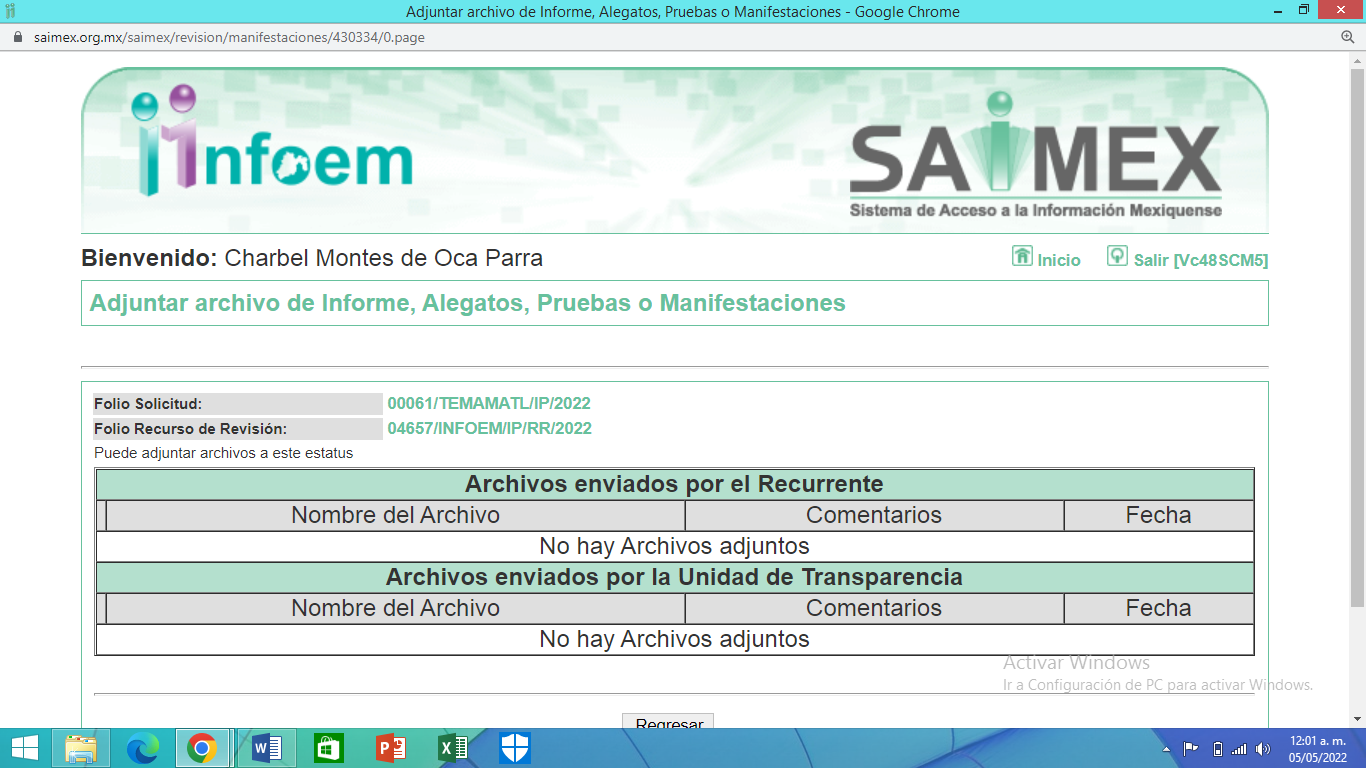 Adjuntar archivo de Informe, Alegatos, Pruebas o Manifestaciones - Google Chrome
saimex.org.mx/saimex/revision/manifestaciones/430334/0.page
infoem
SAiMEX
Sistema de Acceso a la Información Mexiquense
Bienvenido: Charbel Montes de Oca Parra
Inicio
Salir [Vc48SCM5]
Adjuntar archivo de Informe, Alegatos, Pruebas o Manifestaciones
Folio Solicitud: 00061/TEMAMATL/IP/2022
Folio Recurso de Revisión: 04657/INFOEM/IP/RR/2022
Puede adjuntar archivos a este estatus
Archivos enviados por el Recurrente
Nombre del Archivo Comentarios Fecha
No hay Archivos adjuntos
Archivos enviados por la Unidad de Transparencia
Nombre del Archivo Comentarios Fecha
No hay Archivos adjuntos
Activar Windows
Ir a Configuración de PC para activar Windows.
Regresar
12:01 a. m.
05/05/2022